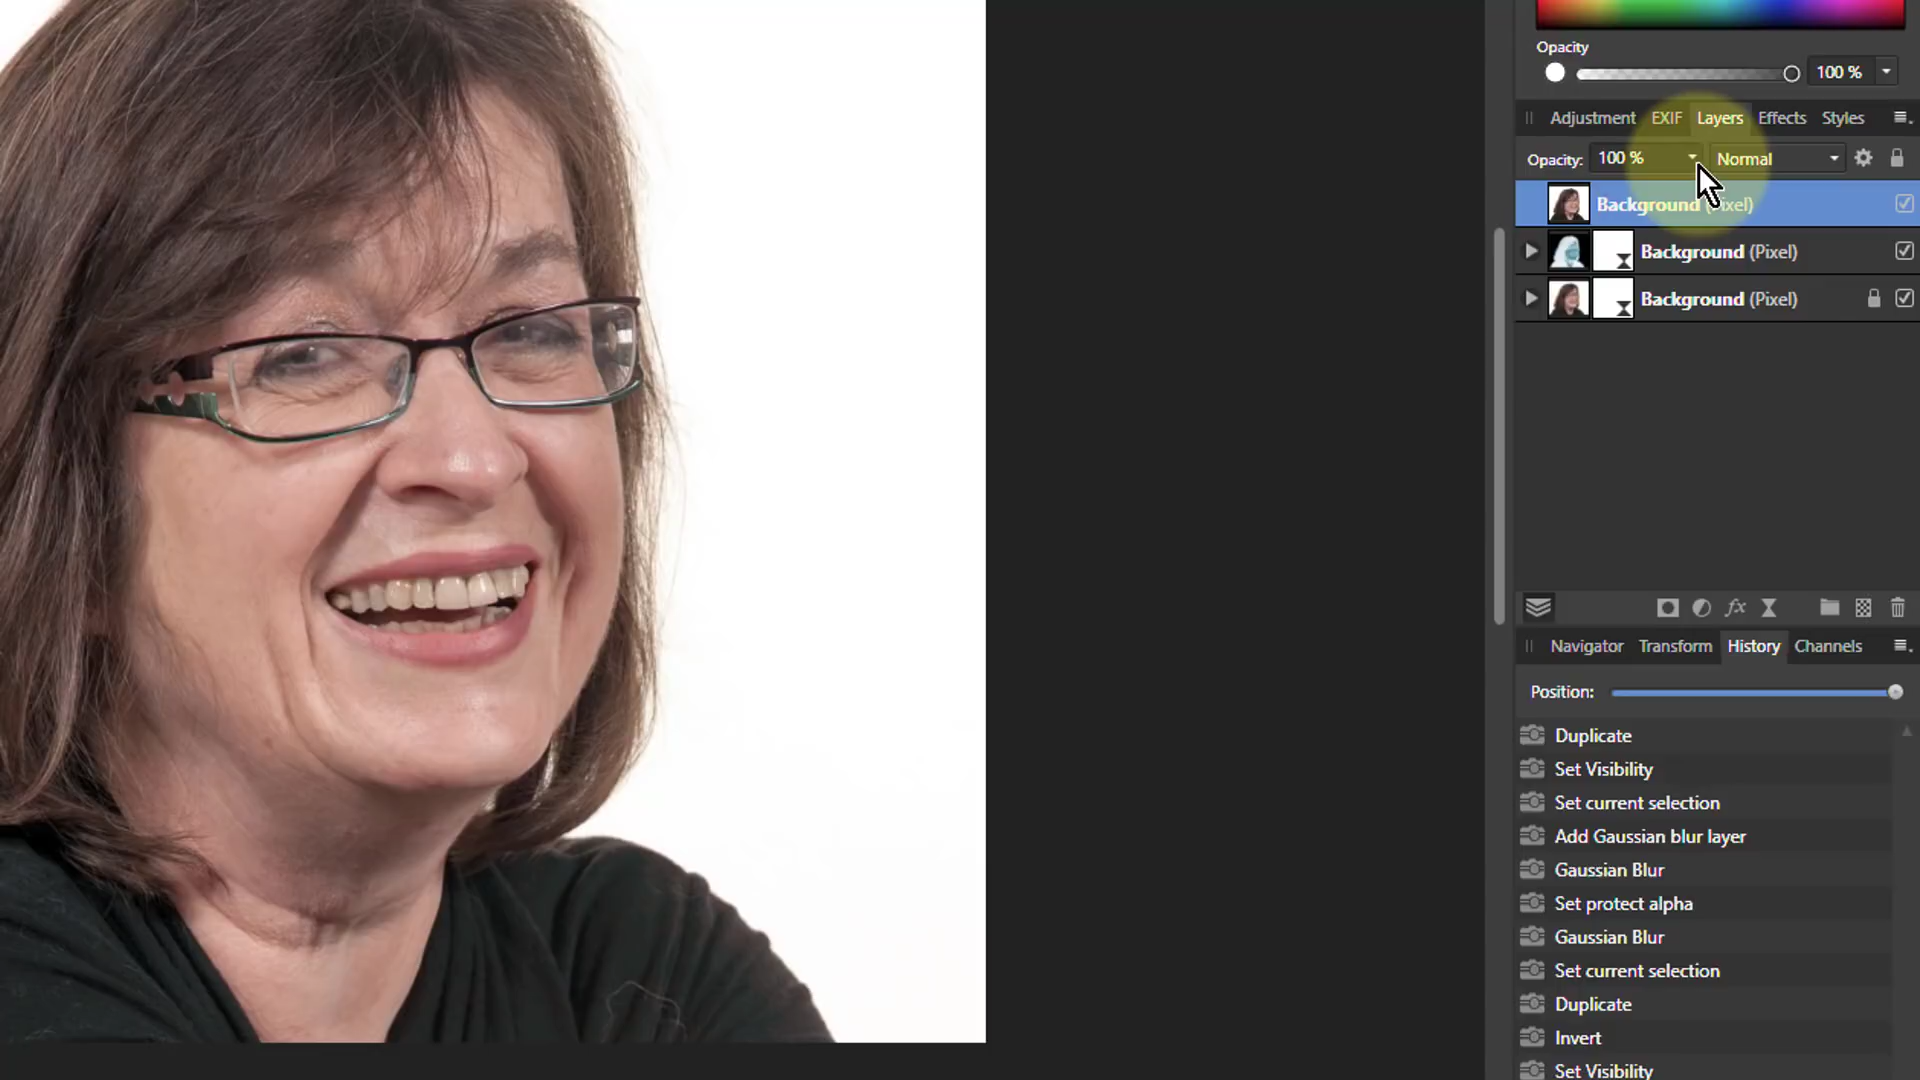 Opacity
100 %
Adjustment EXIF Layers Effects Styles
Opacity: 100 % Normal
Background (Pixel)
Background (Pixel)
Background (Pixel)
fx
Navigator Transform History Channels
Position:
Duplicate
Set Visibility
Set current selection
Add Gaussian blur layer
Gaussian Blur
Set protect alpha
Gaussian Blur
Set current selection
Duplicate
Invert
Set Visibility